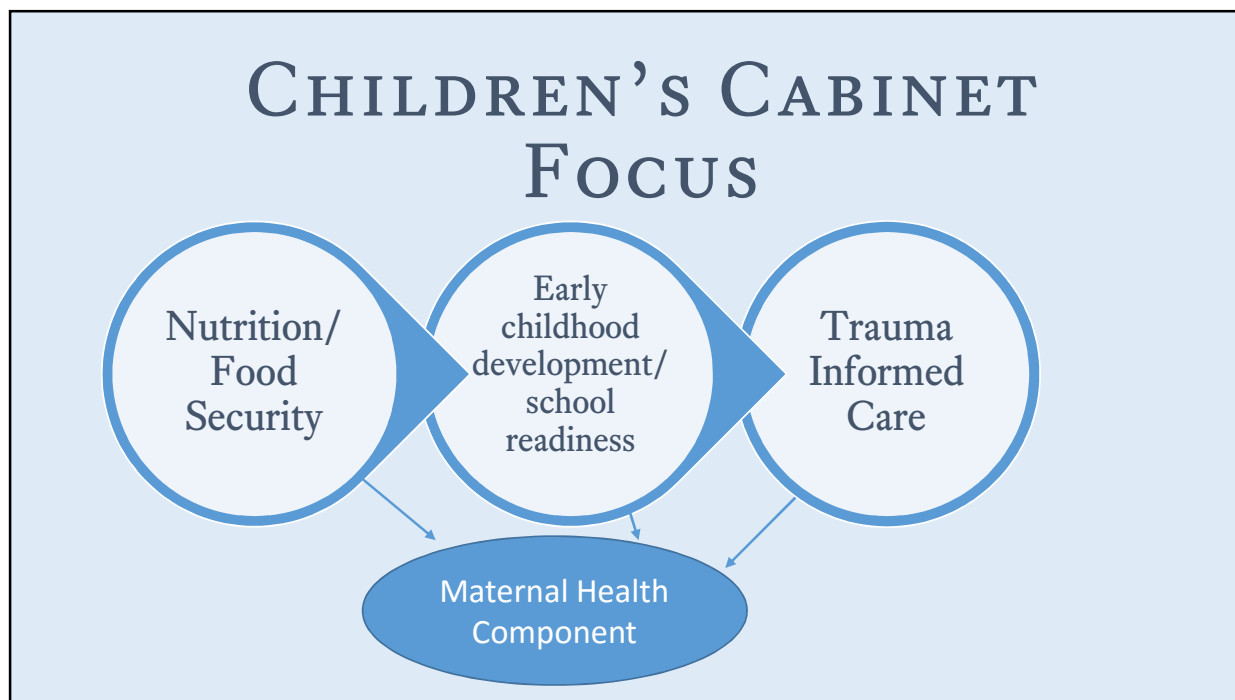 CHILDREN'S CABINET
FOCUS
Nutrition/
Food
Security
Early
childhood
development/
school
readiness
Trauma
Informed
Care
Maternal Health
Component